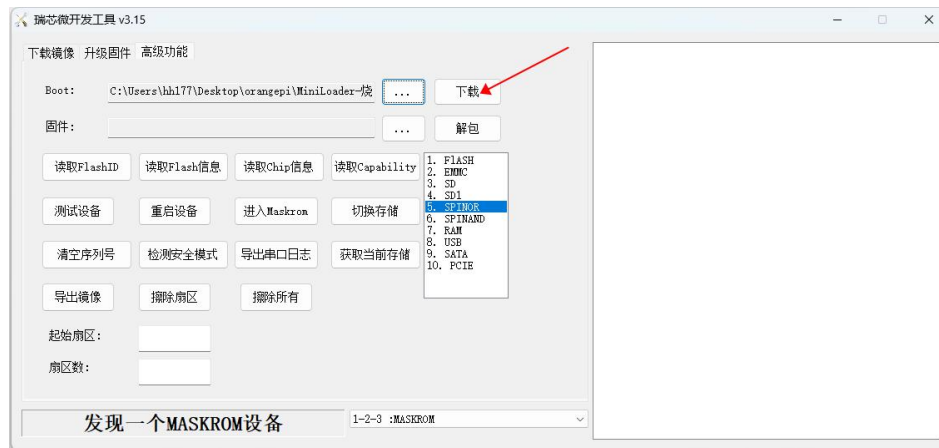 瑞芯微开发工具 v3.15
下载镜像 升级固件 高级功能
Boot: C:\Users\hh177\Desktop\orangepi\MiniLoader-烧 ... 下载
固件: ... 解包
读取FlashID 读取Flash信息 读取Chip信息 读取Capability
测试设备 重启设备 进入Maskrom 切换存储
清空序列号 检测安全模式 导出串口日志 获取当前存储
导出镜像 擦除扇区 擦除所有
1. FlASH
2. EMMC
3. SD
4. SD1
5. SPINOR
6. SPINAND
7. RAM
8. USB
9. SATA
10. PCIE
起始扇区:
扇区数:
发现一个MASKROM设备 1-2-3 :MASKROM